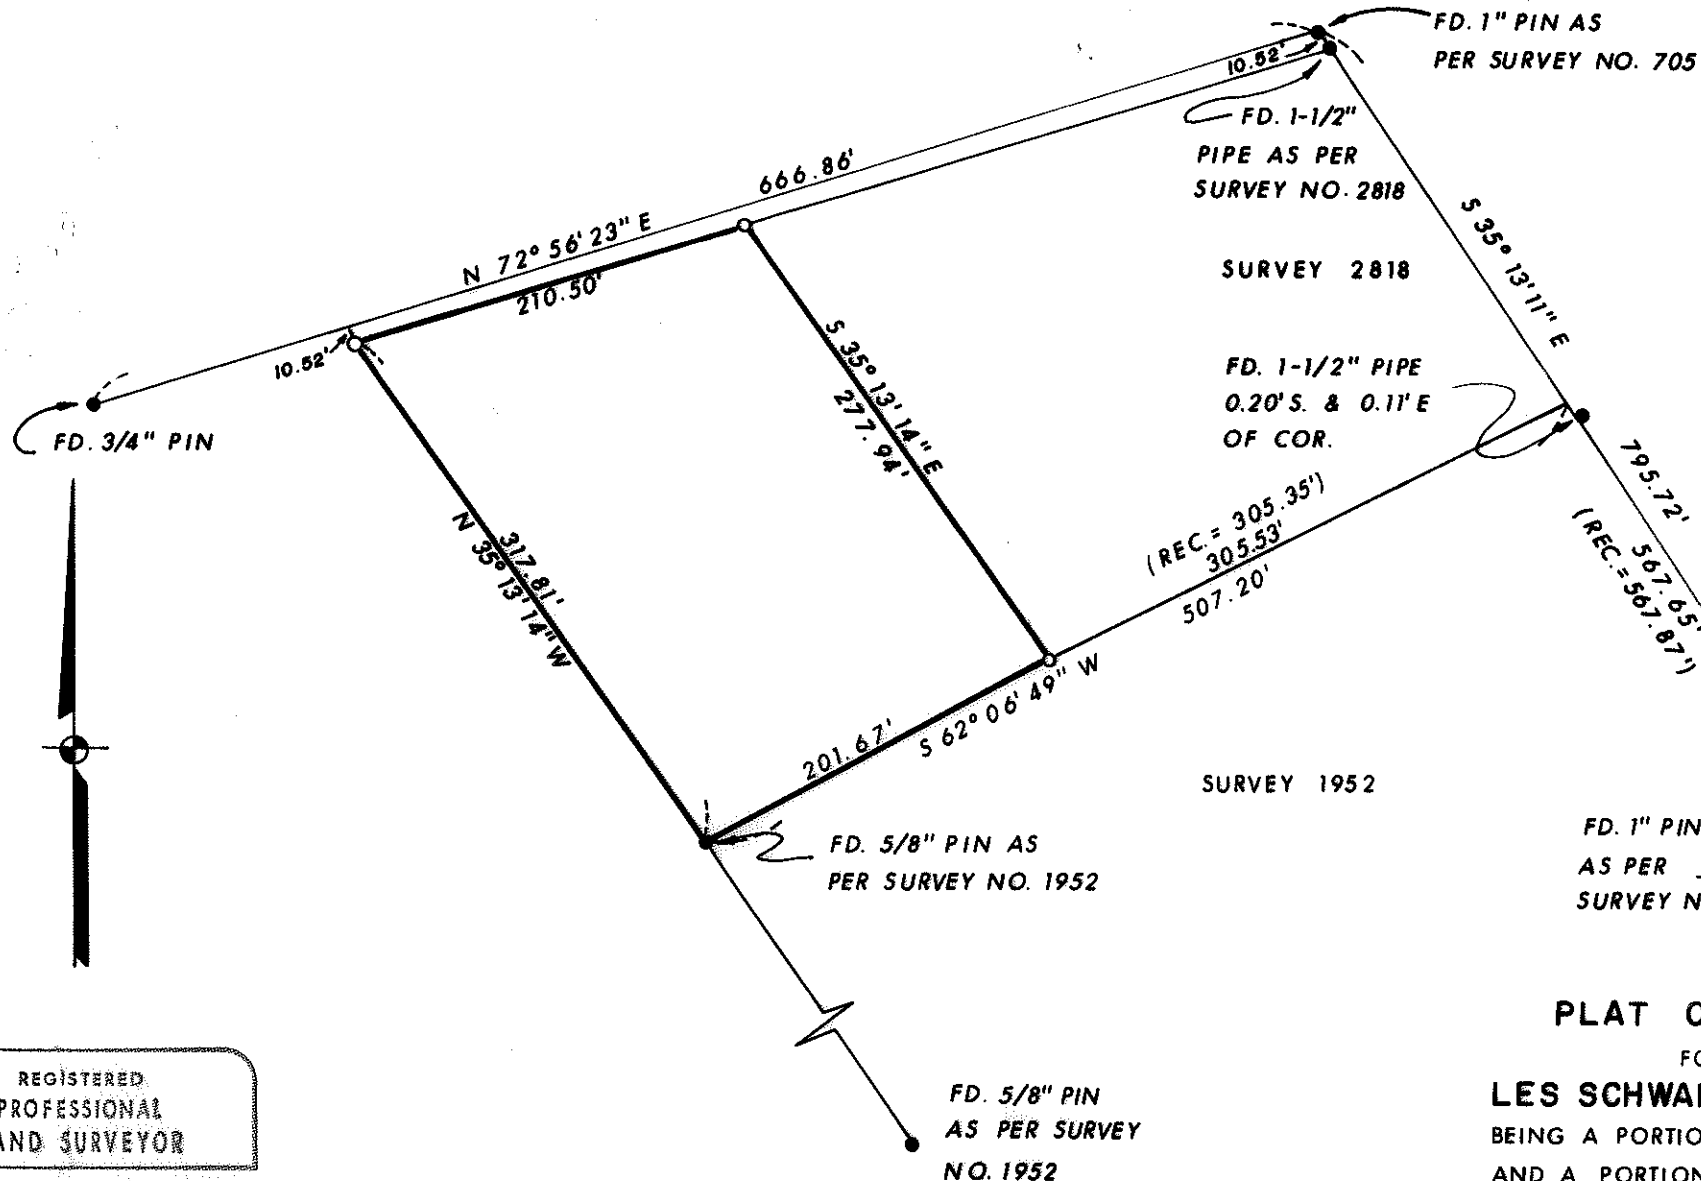 FD. 1" PIN AS
PER SURVEY NO. 705
10.52'
FD. 1-1/2"
PIPE AS PER
SURVEY NO. 2818
666.86'
N 72° 56' 23" E
210.50'
10.52'
FD. 3/4" PIN
S 35° 13' 11" E
SURVEY 2818
S 35° 13' 14" E
277.94'
FD. 1-1/2" PIPE
0.20' S. & 0.11' E
OF COR.
795.72'
567.65'
(REC. = 567.87')
(REC. = 305.35')
305.53'
507.20'
317.81'
N 35° 13' 14" W
201.67'
S 62° 06' 49" W
SURVEY 1952
FD. 5/8" PIN AS
PER SURVEY NO. 1952
FD. 1" PIN
AS PER
SURVEY N
PLAT
LES SCHWA
BEING A PORTIO
AND A PORTION
FD. 5/8" PIN
AS PER SURVEY
NO. 1952
REGISTERED
PROFESSIONAL
AND SURVEYOR